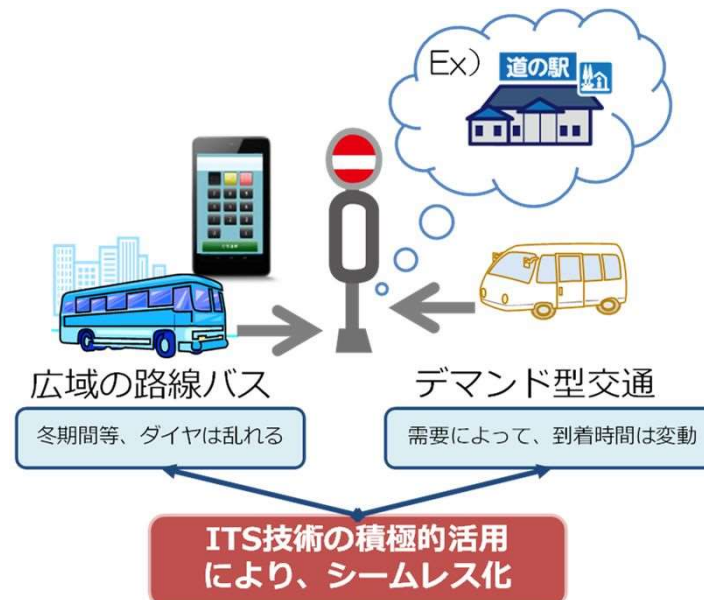 Ex）
道の駅
広域の路線バス
デマンド型交通
冬期間等、ダイヤは乱れる
需要によって、到着時間は変動
ITS技術の積極的活用
により、シームレス化